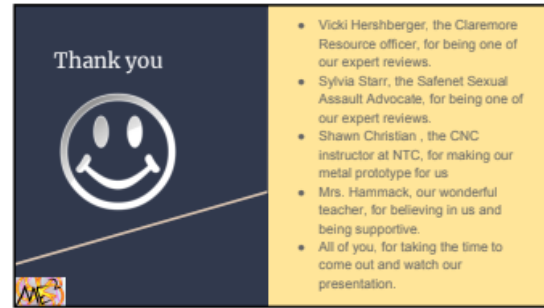 Thank you
Vicki Hershberger, the Claremore
Resource officer, for being one of
our expert reviews.
Sylvia Starr, the Safenet Sexual
Assault Advocate, for being one of
our expert reviews.
Shawn Christian , the CNC
instructor at NTC, for making our
metal prototype for us
Mrs. Hammack, our wonderful
teacher, for believing in us and
being supportive.
All of you, for taking the time to
come out and watch our
presentation.